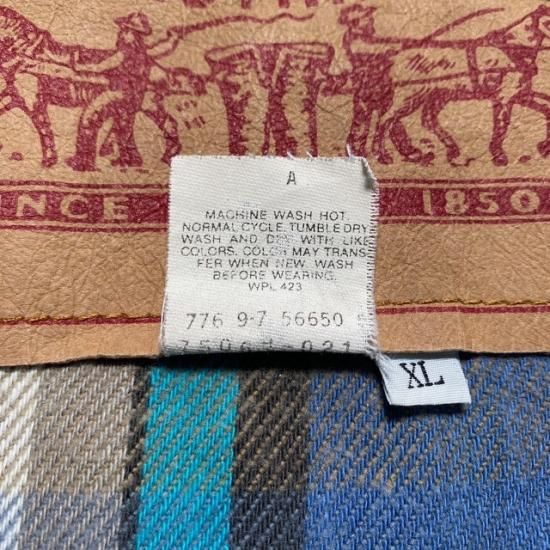 A
MACHINE WASH HOT.
NORMAL CYCLE. TUMBLE DRY
WASH AND DRY WITH LIKE
COLORS. COLOR MAY TRANS
FER WHEN NEW. WASH
BEFORE WEARING.
WPL 423
776 9-7 56650
021
XL
1850